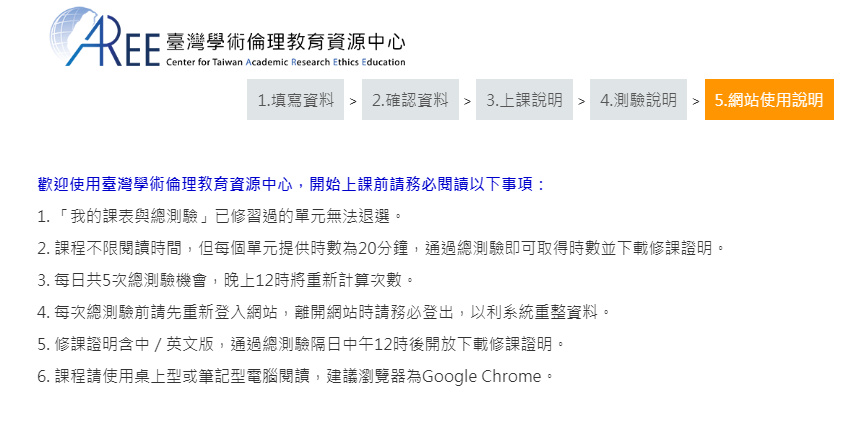 AREE 臺灣學術倫理教育資源中心
Center for Taiwan Academic Research Ethics Education
1.填寫資料 > 2.確認資料 > 3.上課說明 > 4.測驗說明 > 5.網站使用說明
歡迎使用臺灣學術倫理教育資源中心，開始上課前請務必閱讀以下事項：
1. 「我的課表與總測驗」已修習過的單元無法退選。
2. 課程不限閱讀時間，但每個單元提供時數為20分鐘，通過總測驗即可取得時數並下載修課證明。
3. 每日共5次總測驗機會，晚上12時將重新計算次數。
4. 每次總測驗前請先重新登入網站，離開網站時請務必登出，以利系統重整資料。
5. 修課證明含中 / 英文版，通過總測驗隔日中午12時後開放下載修課證明。
6. 課程請使用桌上型或筆記型電腦閱讀，建議瀏覽器為Google Chrome。